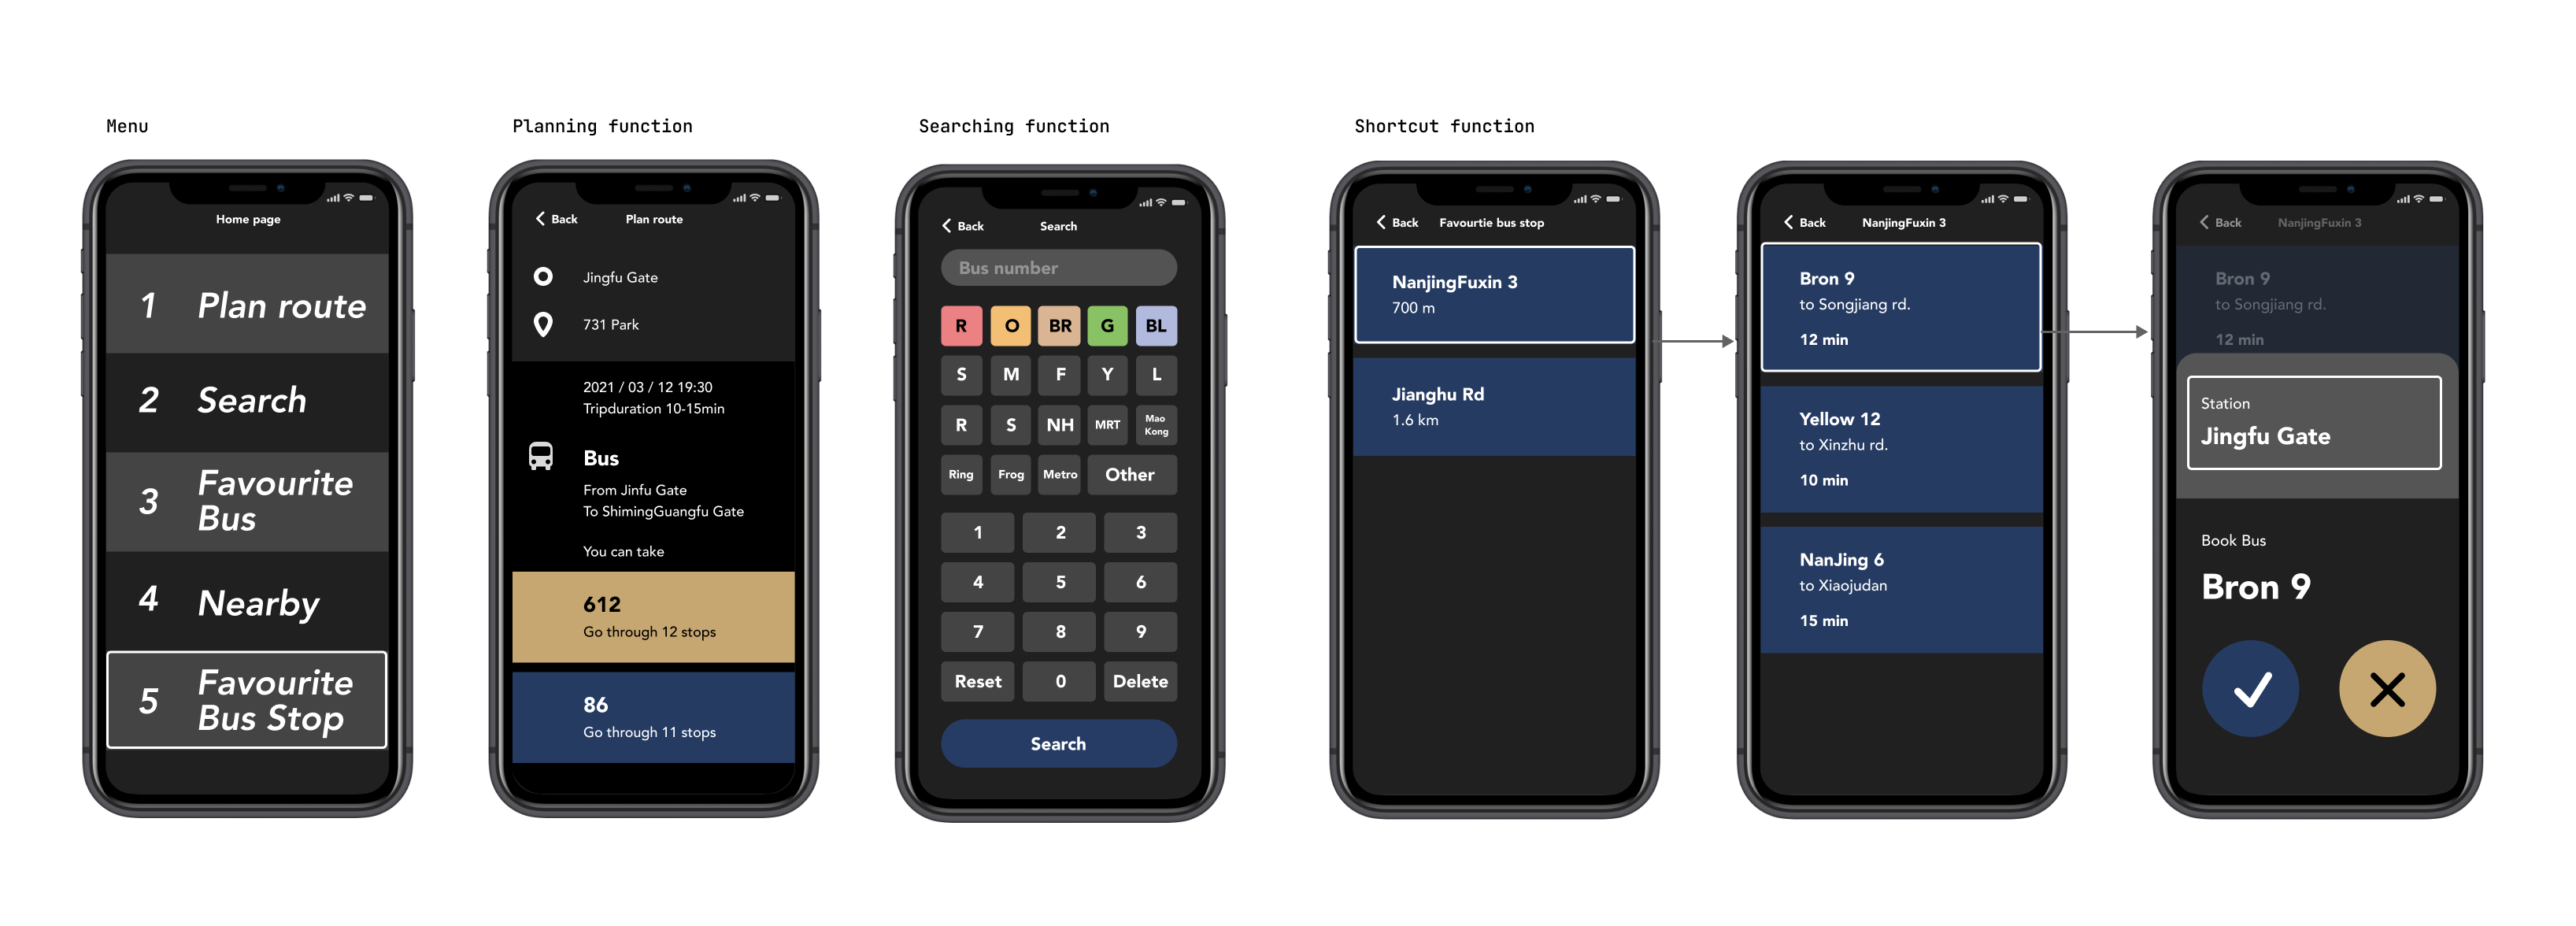 Menu
Home page
1 Plan route
2 Search
3 Favourite
Bus
4 Nearby
5 Favourite
Bus Stop
Planning function
Back Plan route
Jingfu Gate
731 Park
2021 / 03 / 12 19:30
Tripduration 10-15min
Bus
From Jinfu Gate
To ShimingGuangfu Gate
You can take
612
Go through 12 stops
86
Go through 11 stops
Searching function
Back Search
Bus number
R O BR G BL
S M F Y L
R S NH MRT Mao
Kong
Ring Frog Metro Other
1 2 3
4 5 6
7 8 9
Reset 0 Delete
Search
Shortcut function
Back Favourtie bus stop
NanjingFuxin 3
700 m
Jianghu Rd
1.6 km
Back NanjingFuxin 3
Bron 9
to Songjiang rd.
12 min
Yellow 12
to Xinzhu rd.
10 min
NanJing 6
to Xiaojudan
15 min
Back NanjingFuxin 3
Bron 9
to Songjiang rd.
12 min
Station
Jingfu Gate
Book Bus
Bron 9